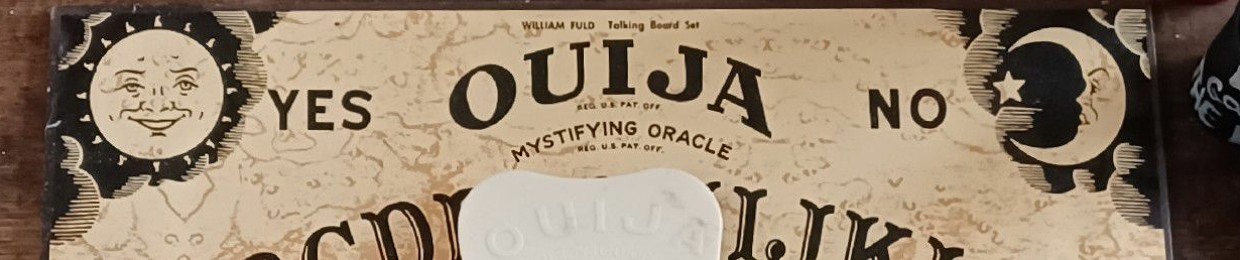 WILLIAM FULD Talking Board Set
OUIJA
REG. U.S. PAT. OFF.
YES
NO
MYSTIFYING ORACLE
REG. U.S. PAT. OFF.
OUIJA
C D I J K L